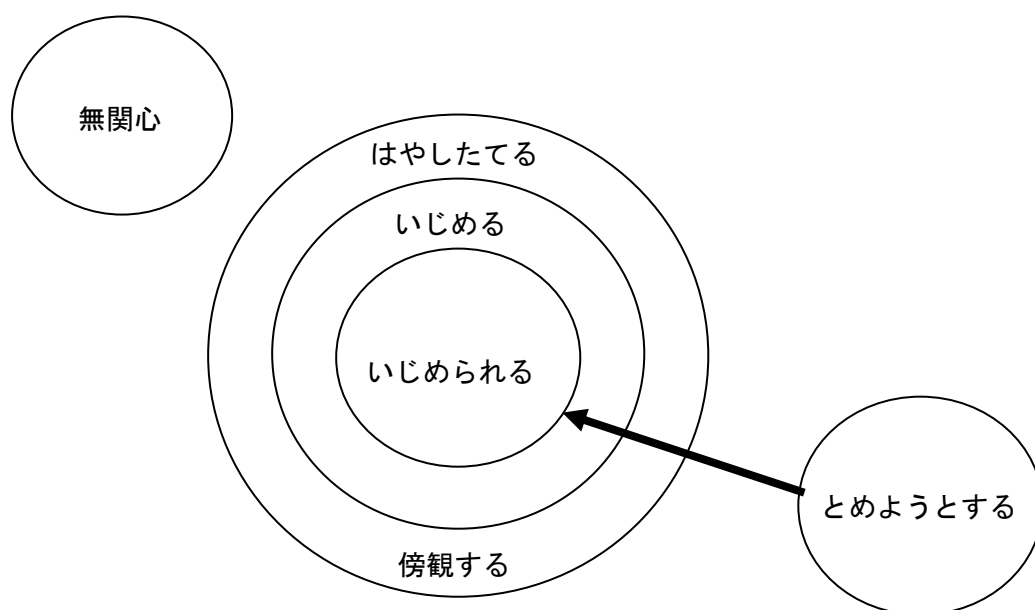 無関心
はやしたてる
いじめる
いじめられる
とめようとする
傍観する